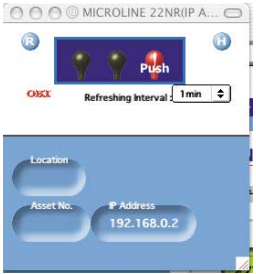 MICROLINE 22NR(IP A...
R
H
Push
OKI
Refreshing Interval : 1min
Location
Asset No. IP Address
192.168.0.2